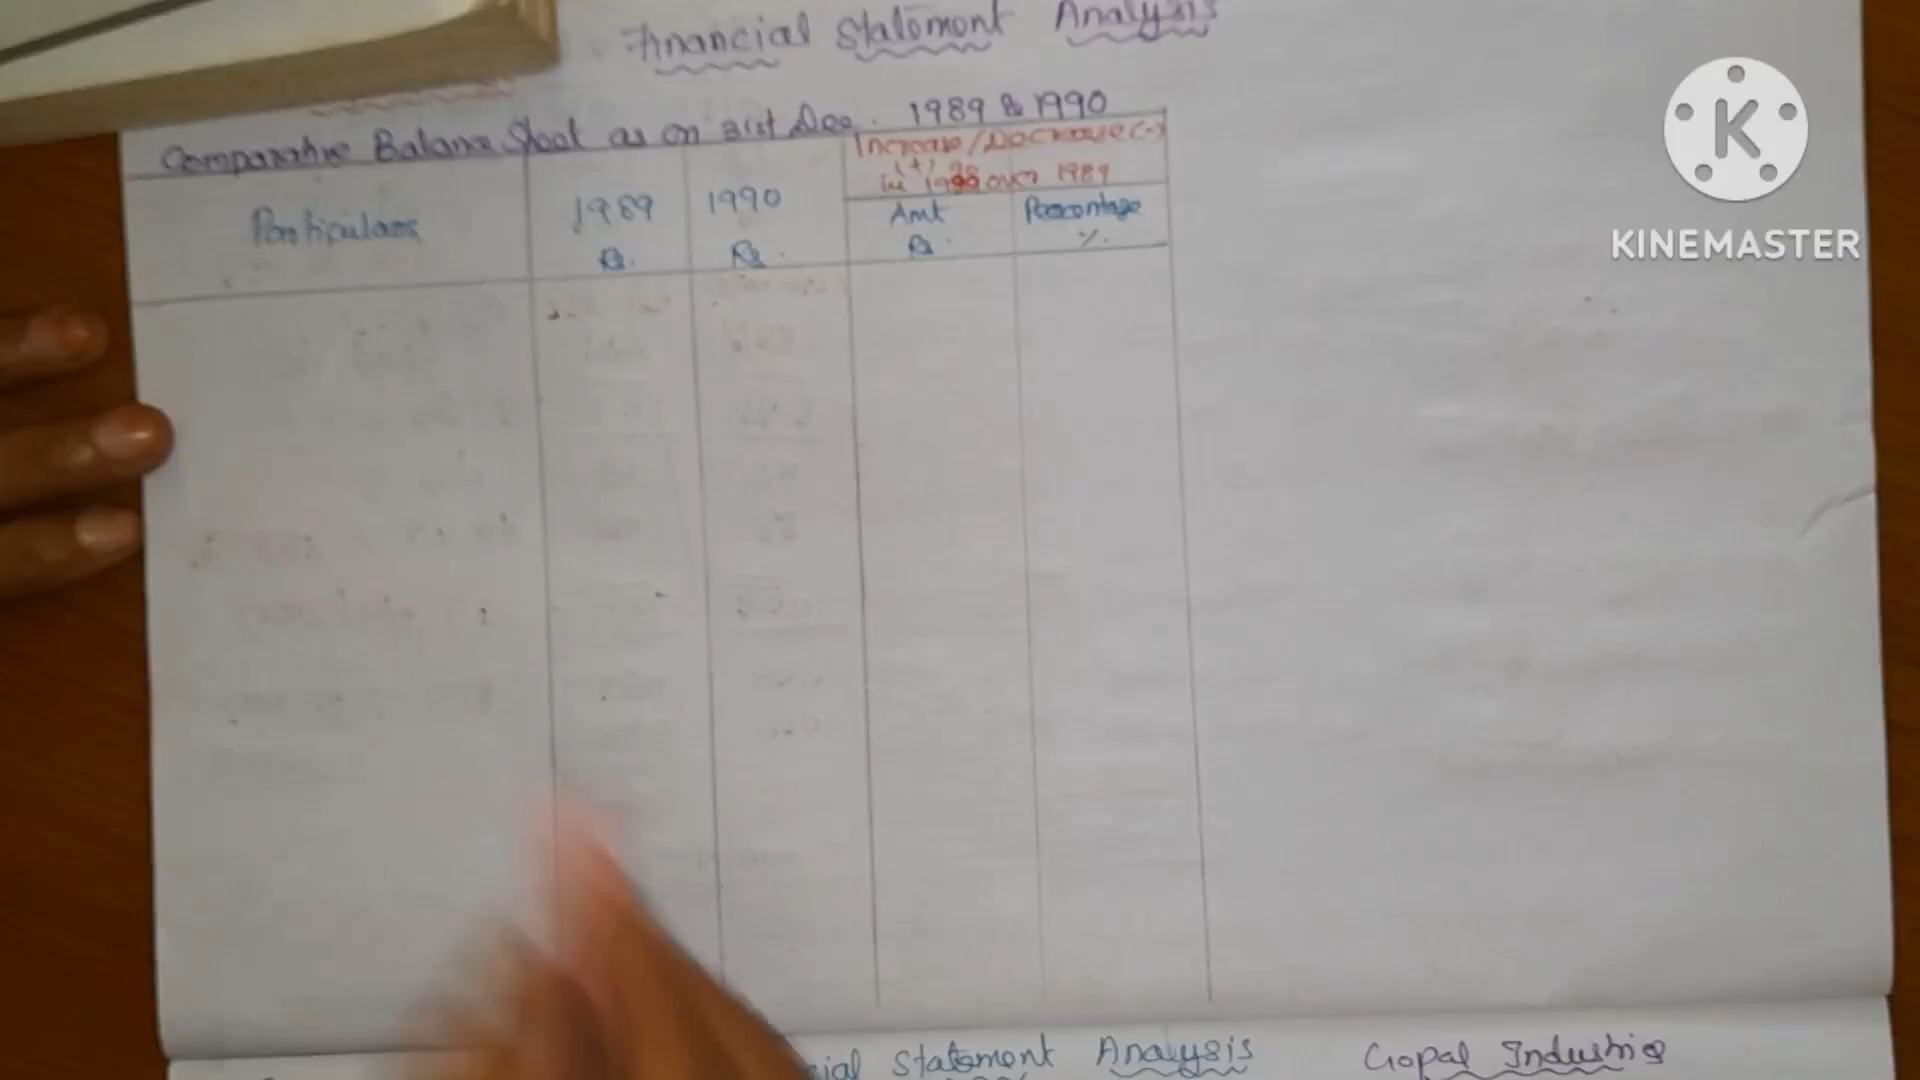 Financial Statement Analysis
Comparative Balance Sheet as on 31st Dec. 1989 & 1990
Particulars
1989
Rs.
1990
Rs.
Increase/Decrease(-)
(+)
in 1990 over 1989
Amt
Rs.
Percentage
%.
K
KINEMASTER
cial Statement Analysis
Gopal Industries